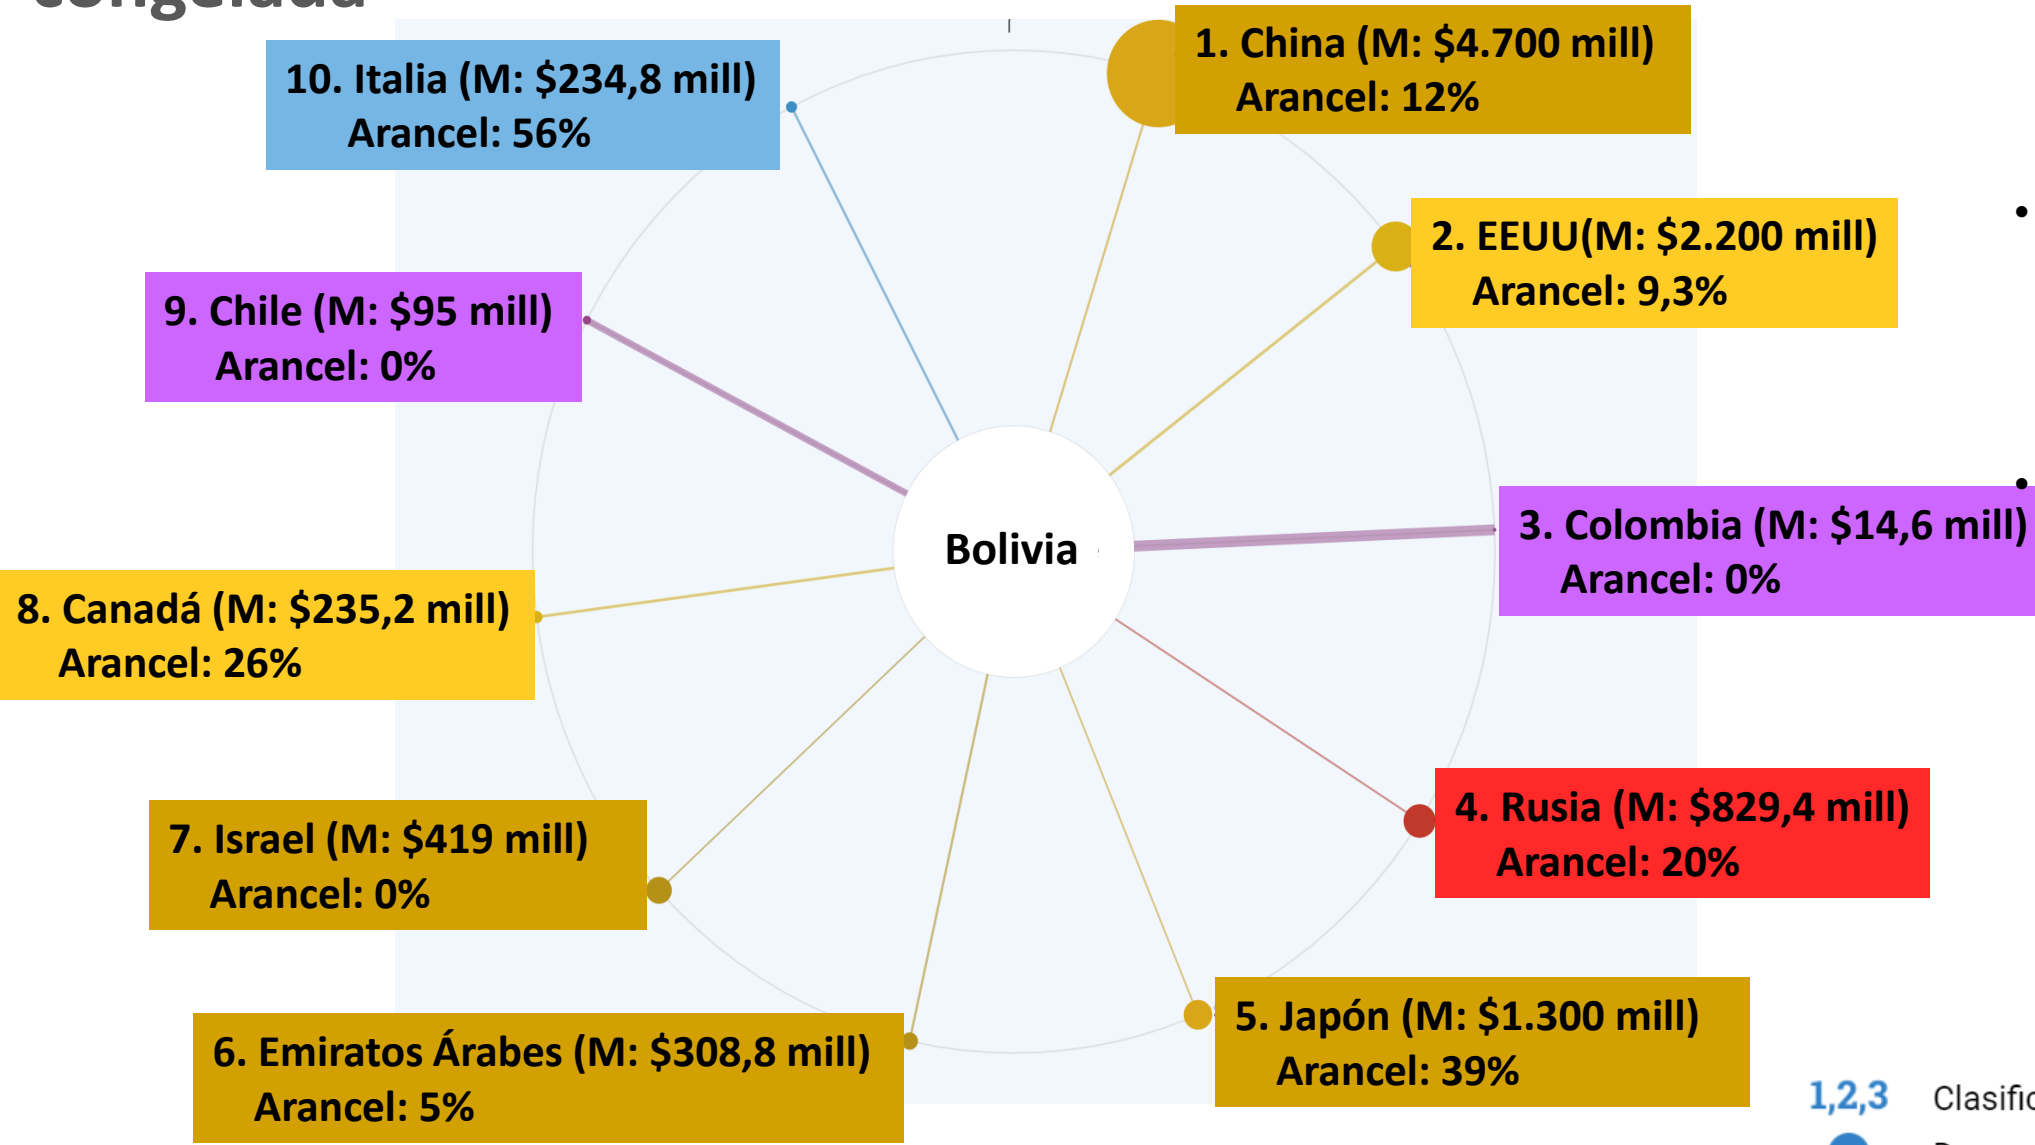 congelada
1. China (M: $4.700 mill)
Arancel: 12%
2. EEUU(M: $2.200 mill)
Arancel: 9,3%
3. Colombia (M: $14,6 mill)
Arancel: 0%
4. Rusia (M: $829,4 mill)
Arancel: 20%
5. Japón (M: $1.300 mill)
Arancel: 39%
6. Emiratos Árabes (M: $308,8 mill)
Arancel: 5%
7. Israel (M: $419 mill)
Arancel: 0%
8. Canadá (M: $235,2 mill)
Arancel: 26%
9. Chile (M: $95 mill)
Arancel: 0%
10. Italia (M: $234,8 mill)
Arancel: 56%
Bolivia
1,2,3 Clasific